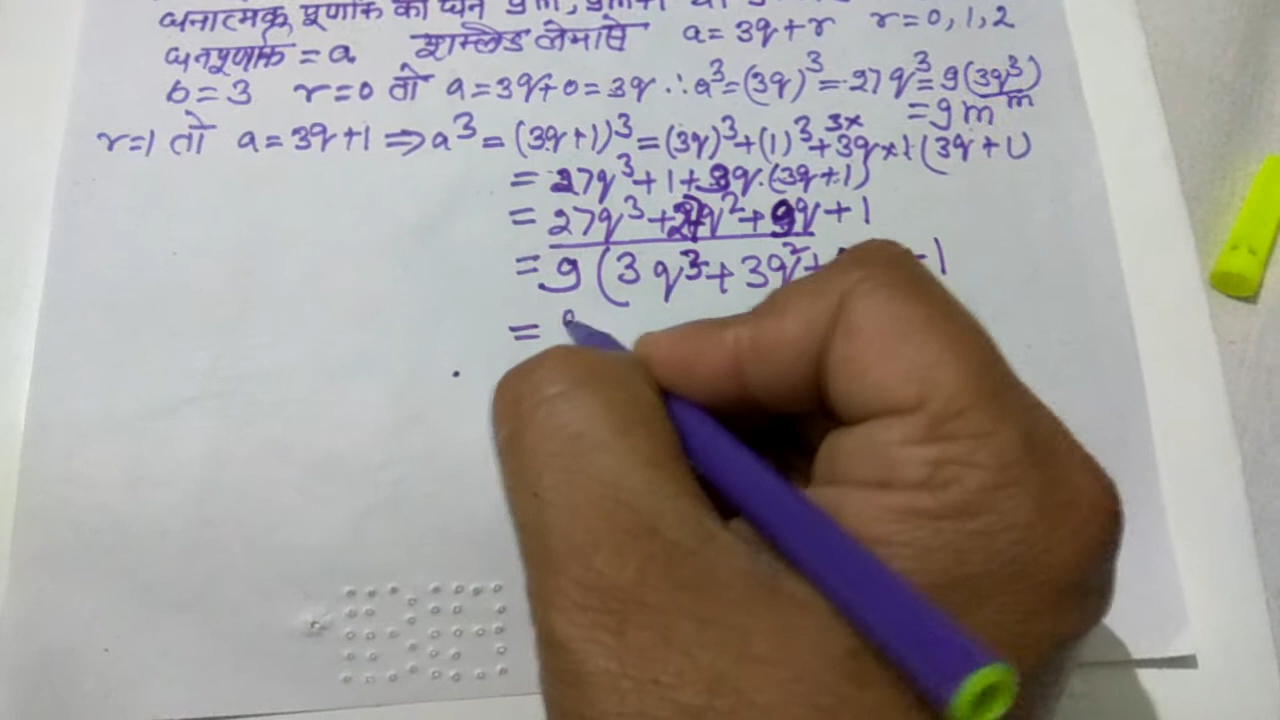 धनात्मक पूर्णांक का घन
धनपूर्णांक = a यूक्लिड लेमासे a = 3q + r r = 0, 1, 2
b = 3 r = 0 तो a = 3q + 0 = 3q ∴ a³ = (3q)³ = 27q³ = 9(3q³)
= 9m m
r = 1 तो a = 3q + 1 ⇒ a³ = (3q + 1)³ = (3q)³ + (1)³ + 3x 3q × 1 (3q + 1)
= 27q³ + 1 + 9q.(3q + 1)
= 27q³ + 27q² + 9q + 1
= 9 (3q³ + 3q² + 1
=